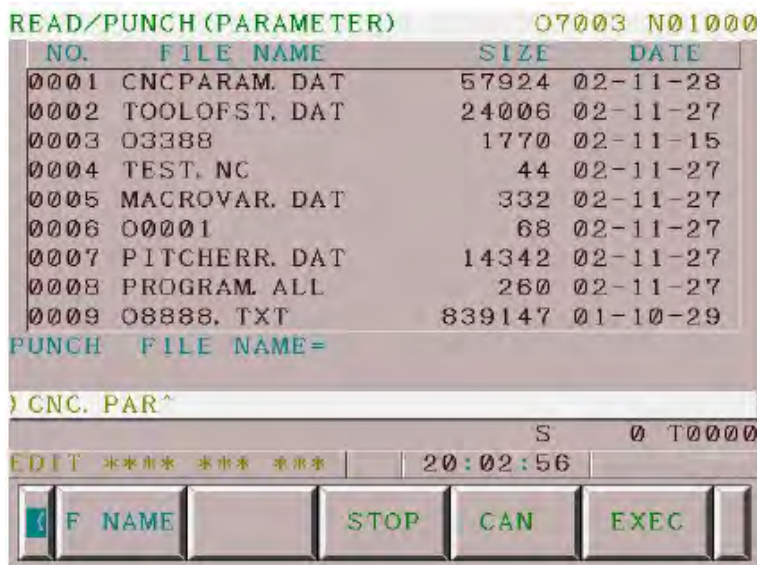 READ/PUNCH(PARAMETER) O7003 N01000
NO. FILE NAME SIZE DATE
0001 CNCPARAM. DAT 57924 02-11-28
0002 TOOLOFST. DAT 24006 02-11-27
0003 O3388 1770 02-11-15
0004 TEST. NC 44 02-11-27
0005 MACROVAR. DAT 332 02-11-27
0006 O0001 68 02-11-27
0007 PITCHERR. DAT 14342 02-11-27
0008 PROGRAM. ALL 260 02-11-27
0009 O8888. TXT 839147 01-10-29
PUNCH FILE NAME=
) CNC. PAR^
S 0 T0000
EDIT **** *** *** 20:02:56
( F NAME STOP CAN EXEC